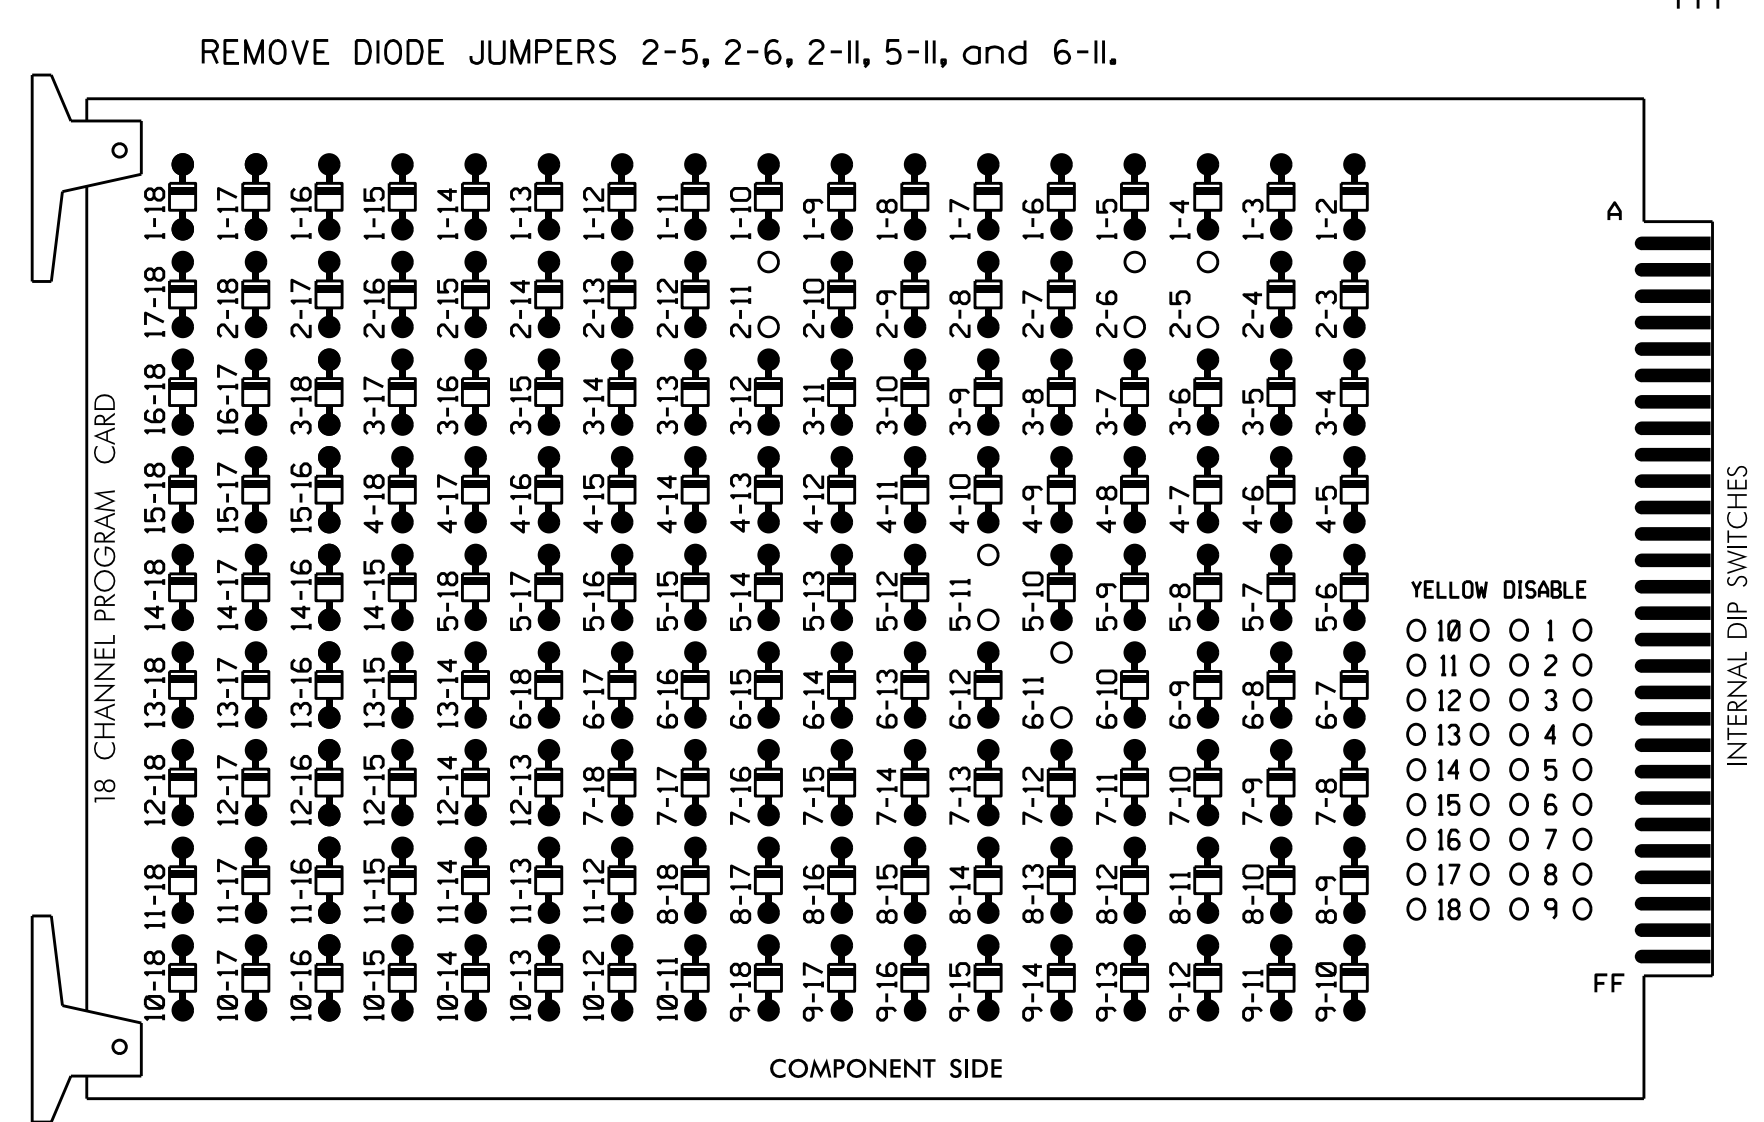 REMOVE DIODE JUMPERS 2-5, 2-6, 2-11, 5-11, and 6-11.
1-18 1-17 1-16 1-15 1-14 1-13 1-12 1-11 1-10 1-9 1-8 1-7 1-6 1-5 1-4 1-3 1-2
A
17-18 2-18 2-17 2-16 2-15 2-14 2-13 2-12 2-11 2-10 2-9 2-8 2-7 2-6 2-5 2-4 2-3
16-18 16-17 3-18 3-17 3-16 3-15 3-14 3-13 3-12 3-11 3-10 3-9 3-8 3-7 3-6 3-5 3-4
15-18 15-17 15-16 4-18 4-17 4-16 4-15 4-14 4-13 4-12 4-11 4-10 4-9 4-8 4-7 4-6 4-5
14-18 14-17 14-16 14-15 5-18 5-17 5-16 5-15 5-14 5-13 5-12 5-11 5-10 5-9 5-8 5-7 5-6
13-18 13-17 13-16 13-15 13-14 6-18 6-17 6-16 6-15 6-14 6-13 6-12 6-11 6-10 6-9 6-8 6-7
12-18 12-17 12-16 12-15 12-14 12-13 7-18 7-17 7-16 7-15 7-14 7-13 7-12 7-11 7-10 7-9 7-8
11-18 11-17 11-16 11-15 11-14 11-13 11-12 8-18 8-17 8-16 8-15 8-14 8-13 8-12 8-11 8-10 8-9
10-18 10-17 10-16 10-15 10-14 10-13 10-12 10-11 9-18 9-17 9-16 9-15 9-14 9-13 9-12 9-11 9-10
18 CHANNEL PROGRAM CARD
YELLOW DISABLE
10 1
11 2
12 3
13 4
14 5
15 6
16 7
17 8
18 9
FF
INTERNAL DIP SWITCHES
COMPONENT SIDE